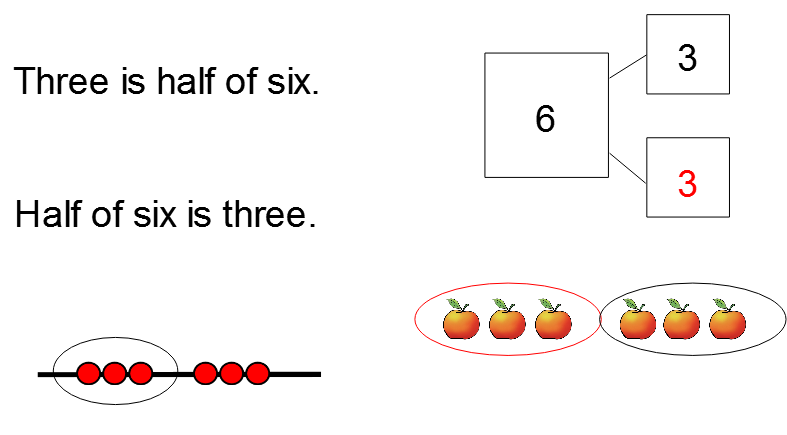 Three is half of six.
Half of six is three.
6
3
3